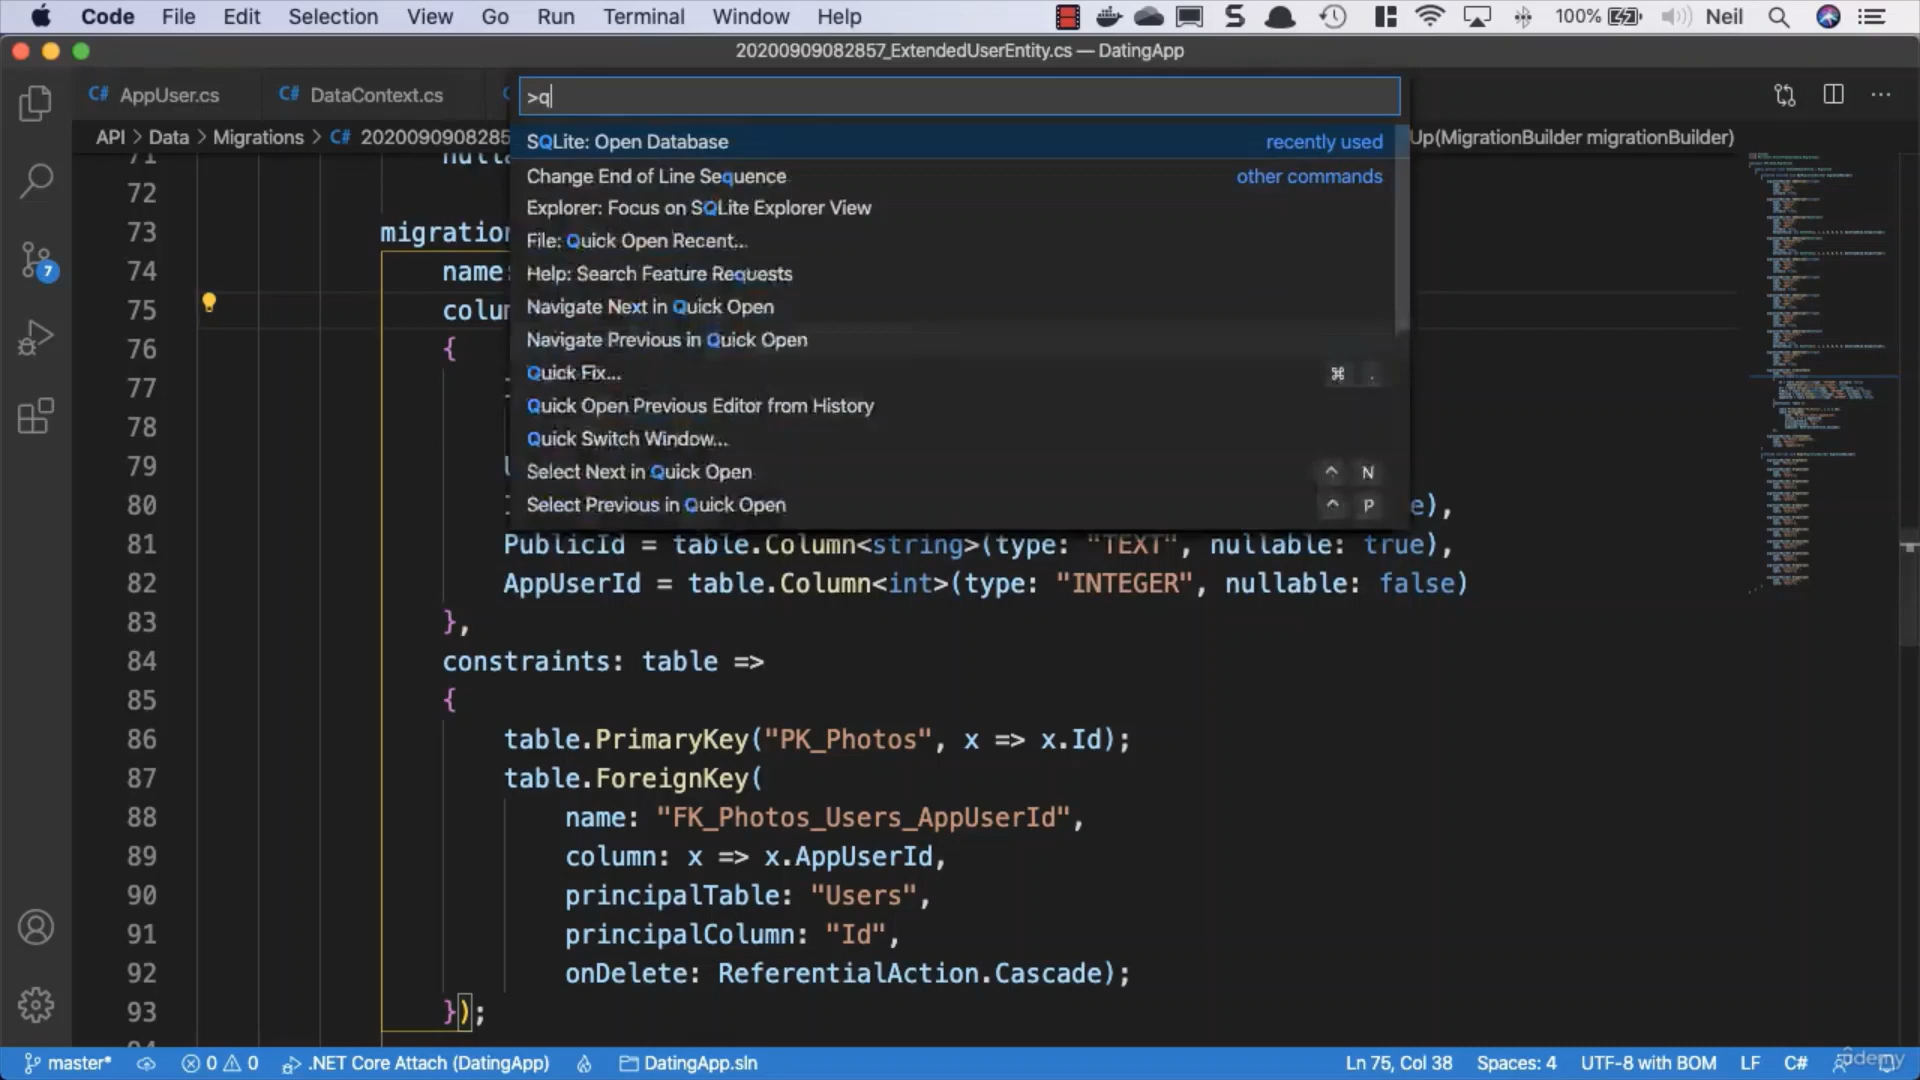 Code File Edit Selection View Go Run Terminal Window Help 100% Neil
20200909082857_ExtendedUserEntity.cs — DatingApp
C# AppUser.cs C# DataContext.cs
>q
API > Data > Migrations > C# 2020090908285 Up(MigrationBuilder migrationBuilder)
SQLite: Open Database recently used
Change End of Line Sequence other commands
Explorer: Focus on SQLite Explorer View
File: Quick Open Recent...
Help: Search Feature Requests
Navigate Next in Quick Open
Navigate Previous in Quick Open
Quick Fix... ⌘ .
Quick Open Previous Editor from History
Quick Switch Window...
Select Next in Quick Open ^ N
Select Previous in Quick Open ^ P
71
72
73 migration
74 name:
75 colum
76 {
77
78
79
80 e),
81 PublicId = table.Column<string>(type: "TEXT", nullable: true),
82 AppUserId = table.Column<int>(type: "INTEGER", nullable: false)
83 },
84 constraints: table =>
85 {
86 table.PrimaryKey("PK_Photos", x => x.Id);
87 table.ForeignKey(
88 name: "FK_Photos_Users_AppUserId",
89 column: x => x.AppUserId,
90 principalTable: "Users",
91 principalColumn: "Id",
92 onDelete: ReferentialAction.Cascade);
93 });
7
master* 0 0 .NET Core Attach (DatingApp) DatingApp.sln Ln 75, Col 38 Spaces: 4 UTF-8 with BOM LF C#
udemy